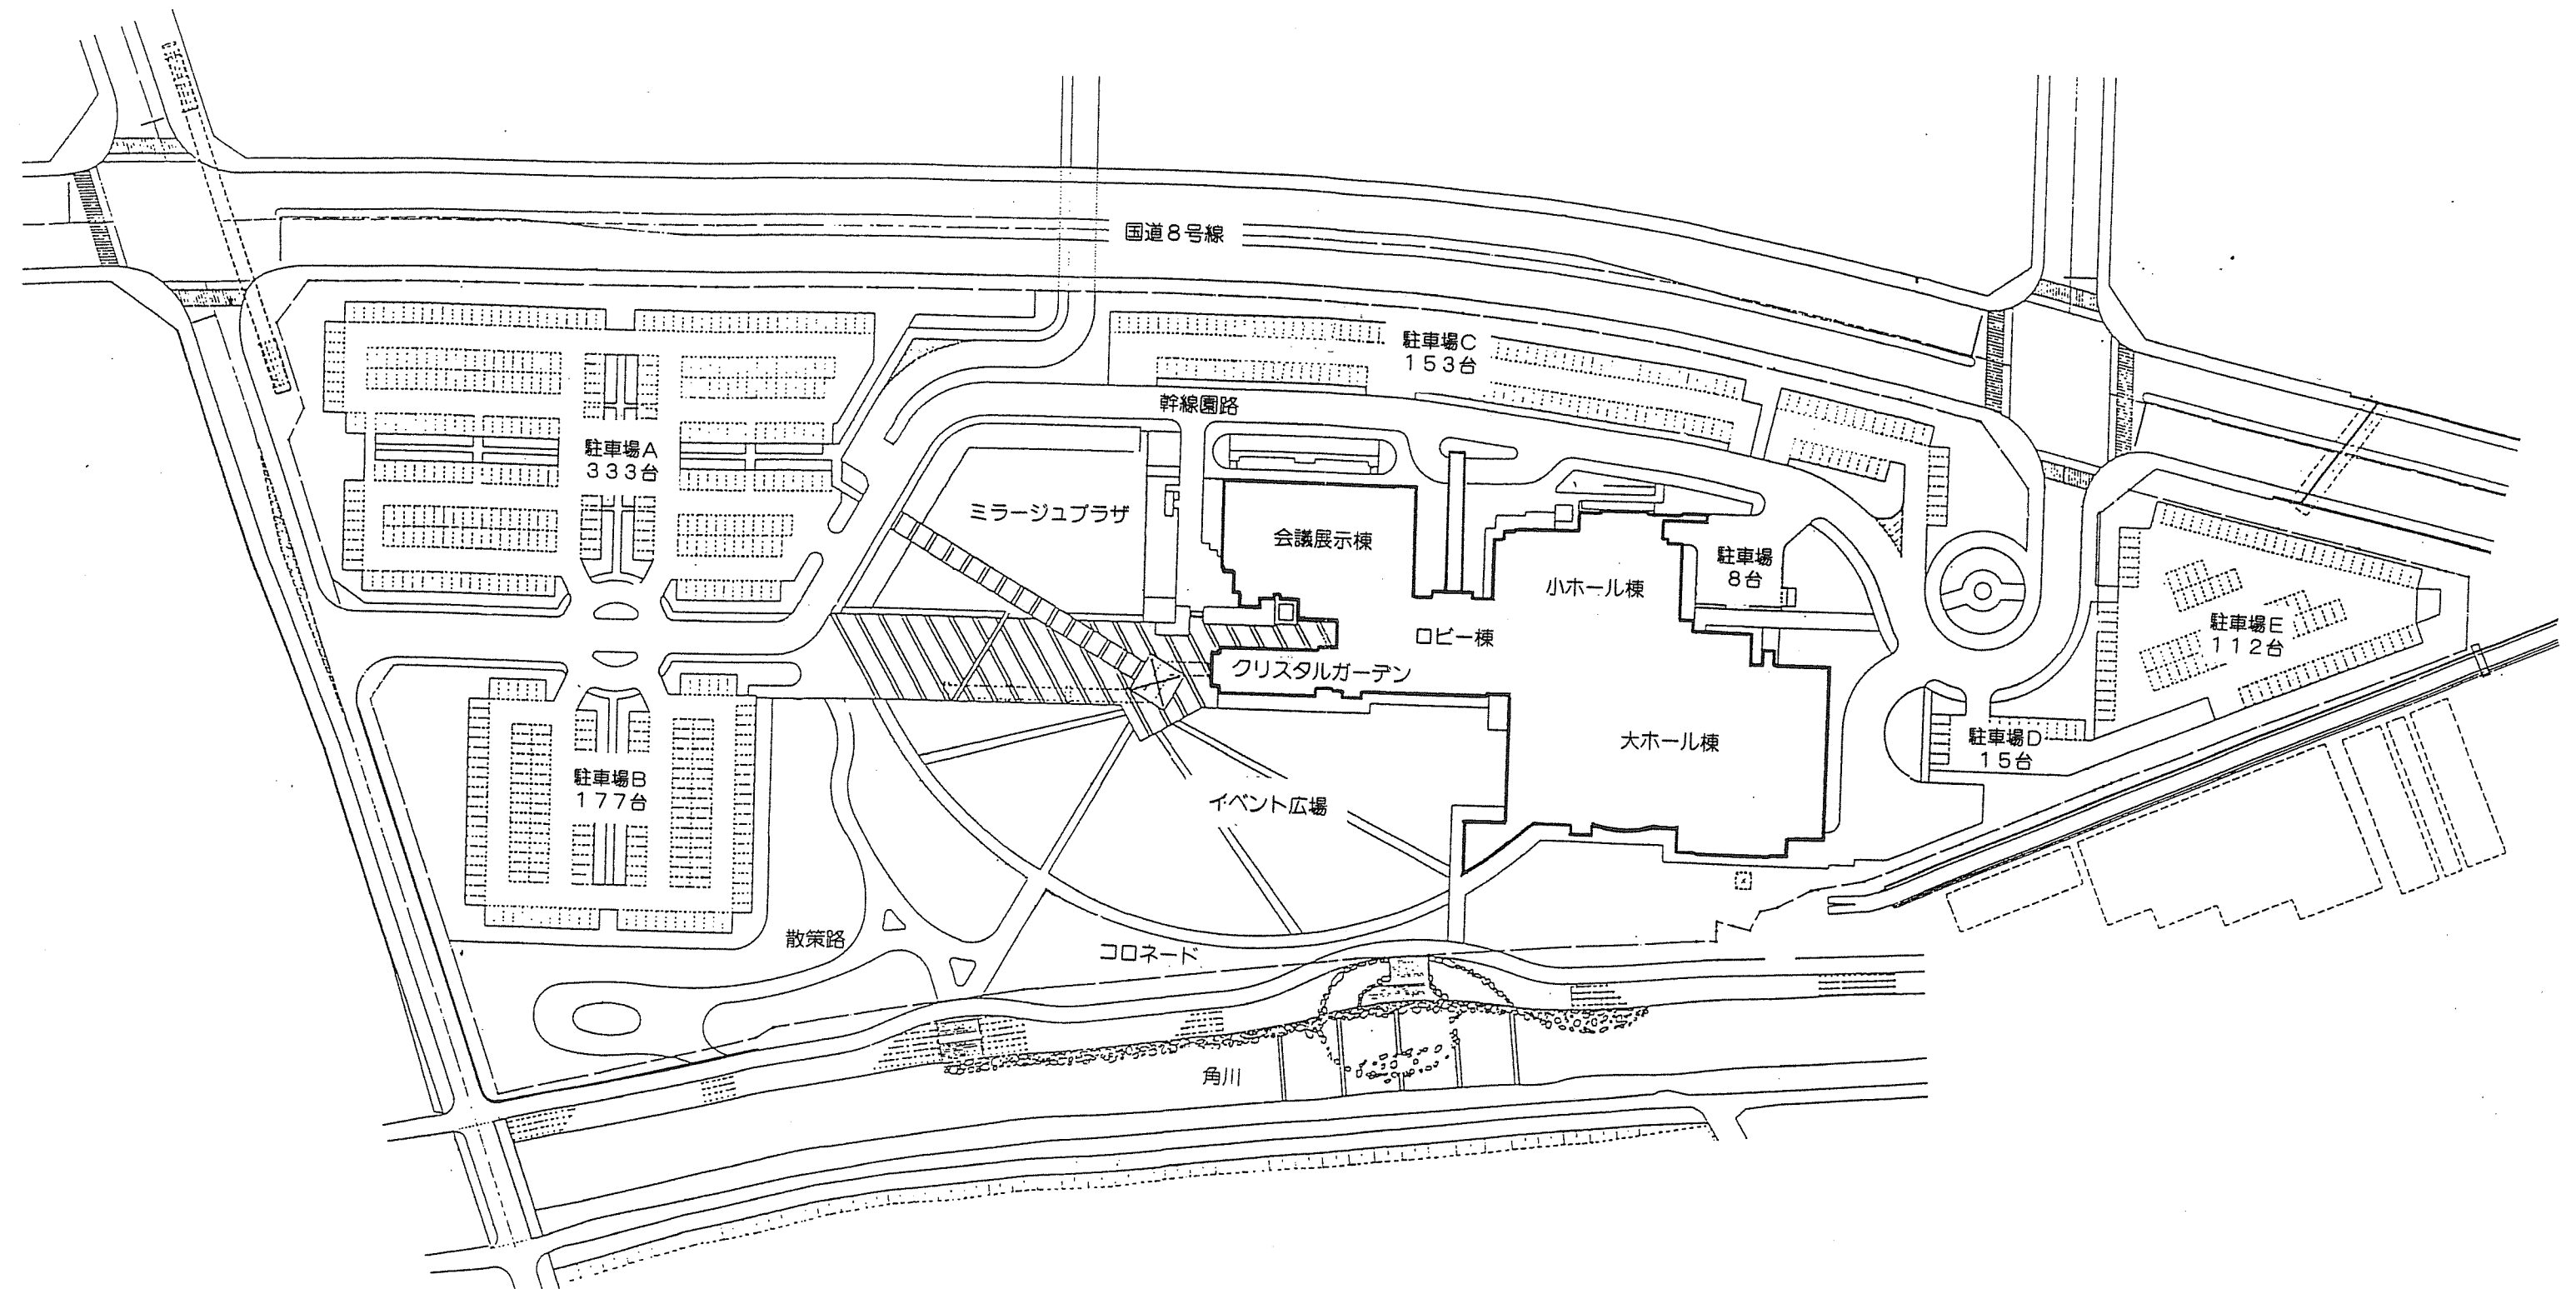 国道8号線
駐車場C
153台
幹線園路
駐車場A
333台
ミラージュプラザ
会議展示棟
駐車場
8台
小ホール棟
ロビー棟
駐車場E
112台
クリスタルガーデン
大ホール棟
駐車場D
15台
駐車場B
177台
イベント広場
散策路
コロネード
角川